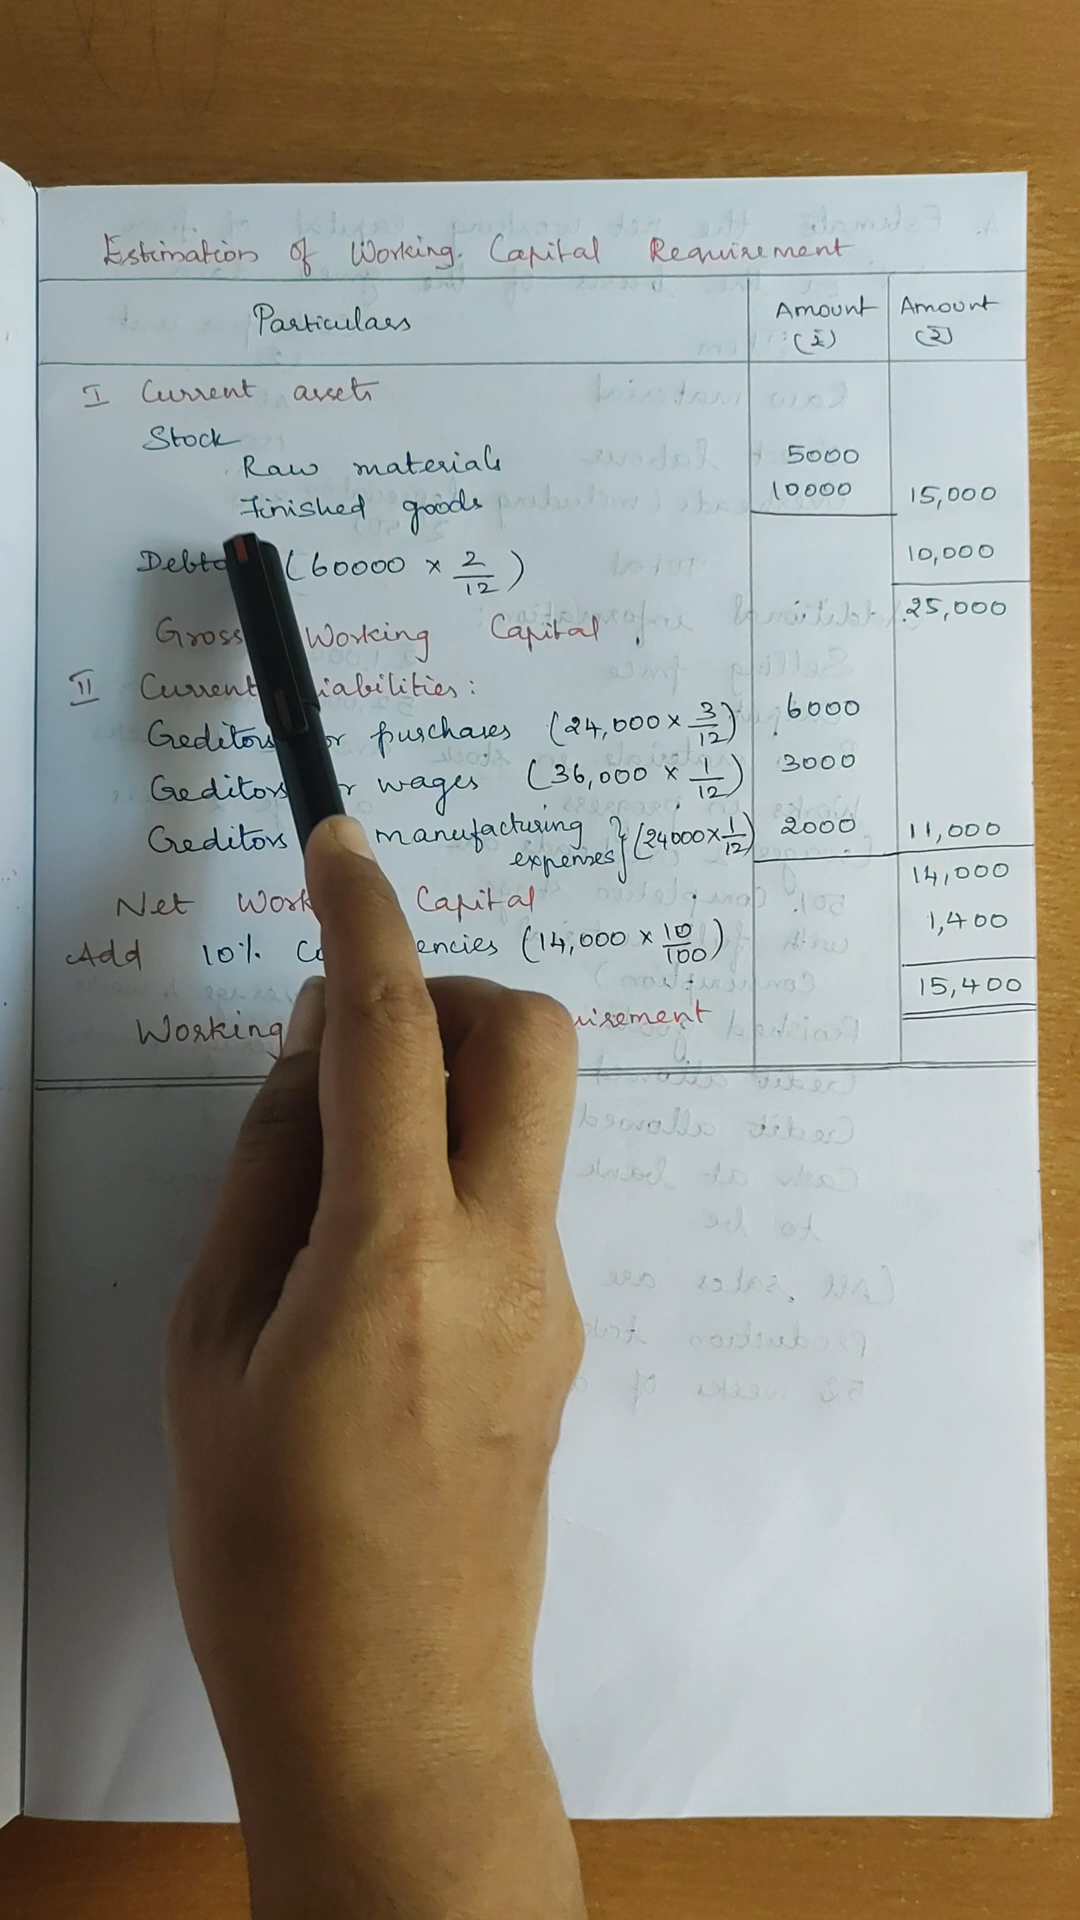 Estimation of Working Capital Requirement
Particulars Amount (₹) Amount (₹)
I Current assets
Stock
Raw materials 5000
Finished goods 10000 15,000
(60000 × 2/12) 10,000
Gross Working Capital 25,000
II Current :
Creditors purchases (24,000 × 3/12) 6000
Creditors wages (36,000 × 1/12) 3000
Creditors manufacturing expenses } (24000 × 1/12) 2000 11,000
Net Capital 14,000
Add 10% (14,000 × 10/100) 1,400
Working 15,400